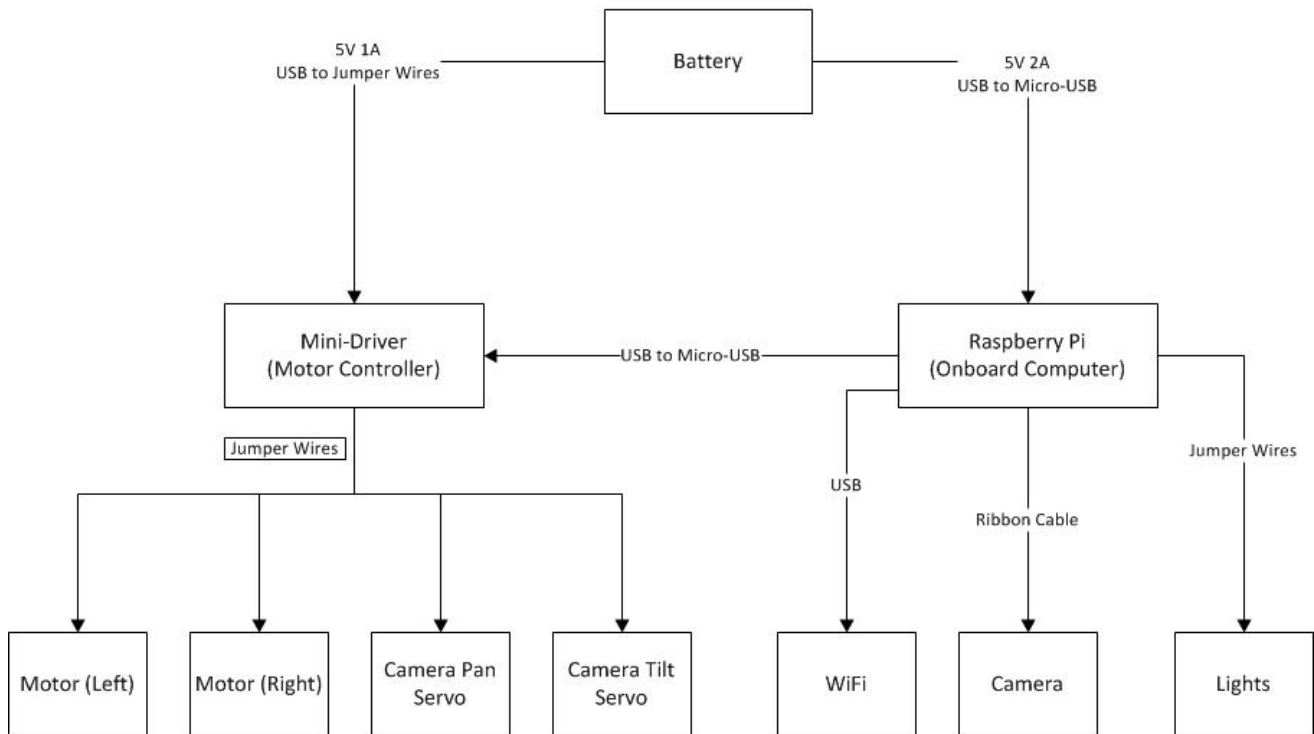 Battery
5V 1A
USB to Jumper Wires
5V 2A
USB to Micro-USB
Mini-Driver
(Motor Controller)
USB to Micro-USB
Raspberry Pi
(Onboard Computer)
Jumper Wires
Jumper Wires
USB
Ribbon Cable
Motor (Left)
Motor (Right)
Camera Pan
Servo
Camera Tilt
Servo
WiFi
Camera
Lights